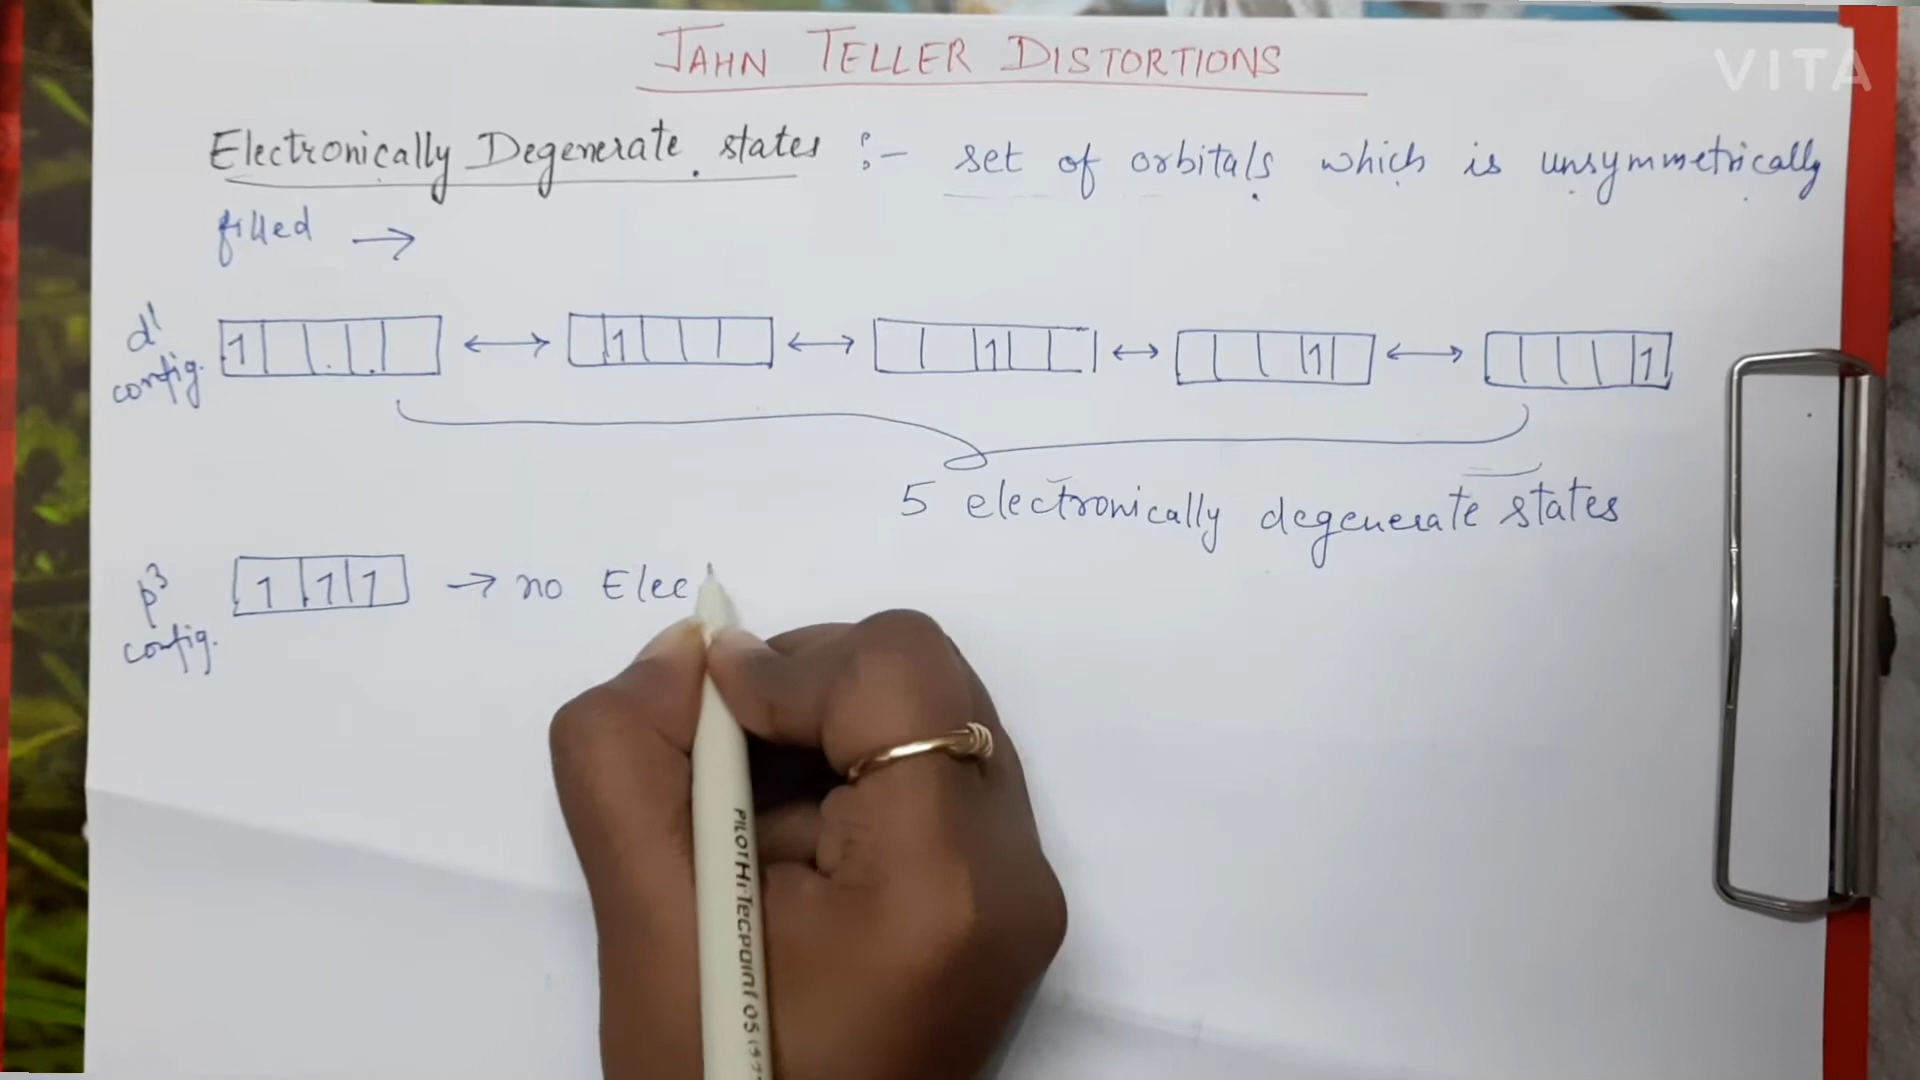 JAHN TELLER DISTORTIONS
VITA
Electronically Degenerate states :- set of orbitals which is unsymmetrically
filled →
d¹ config. 1 ↔ 1 ↔ 1 ↔ 1 ↔ 1
5 electronically degenerate states
p³ config. 1 1 1 → no Elec
PILOT HI-TECPOINT 05